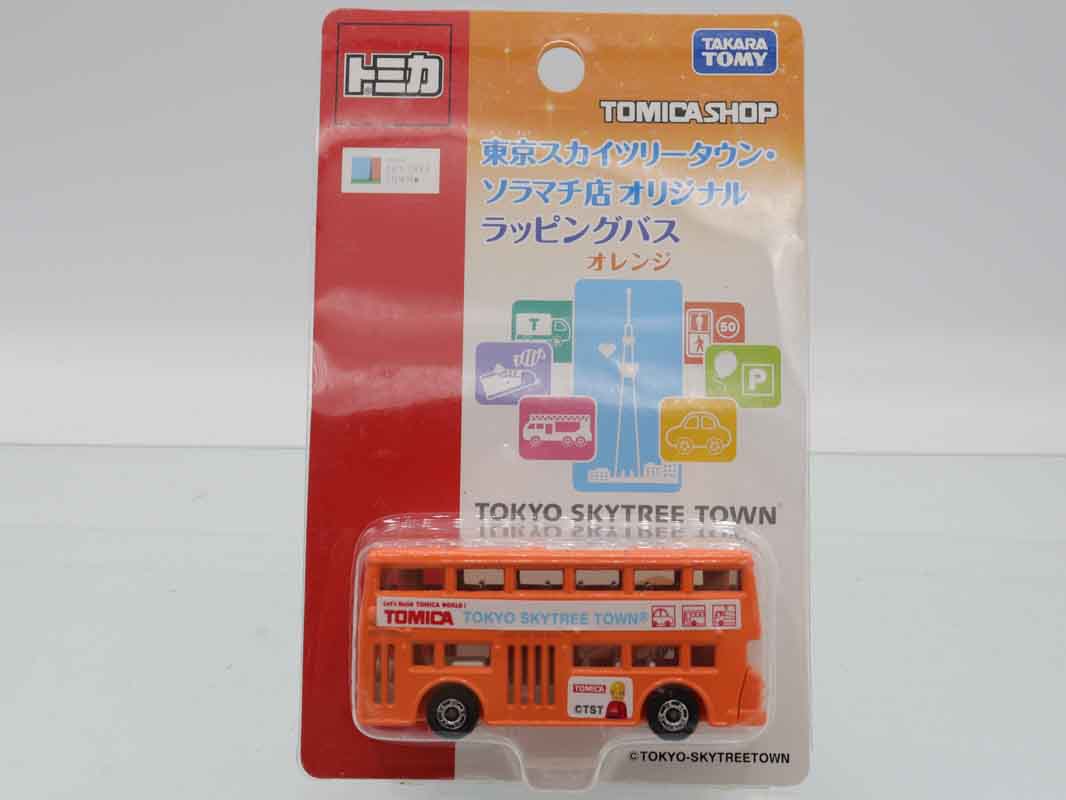 トミカ
TAKARA
TOMY
TOMICASHOP
東京スカイツリータウン・
ソラマチ店 オリジナル
ラッピングバス
オレンジ
T
50
P
TOKYO SKYTREE TOWN
Let's Build TOMICA WORLD!
TOMICA TOKYO SKYTREE TOWN®
TOMICA
©TST
©TOKYO-SKYTREETOWN